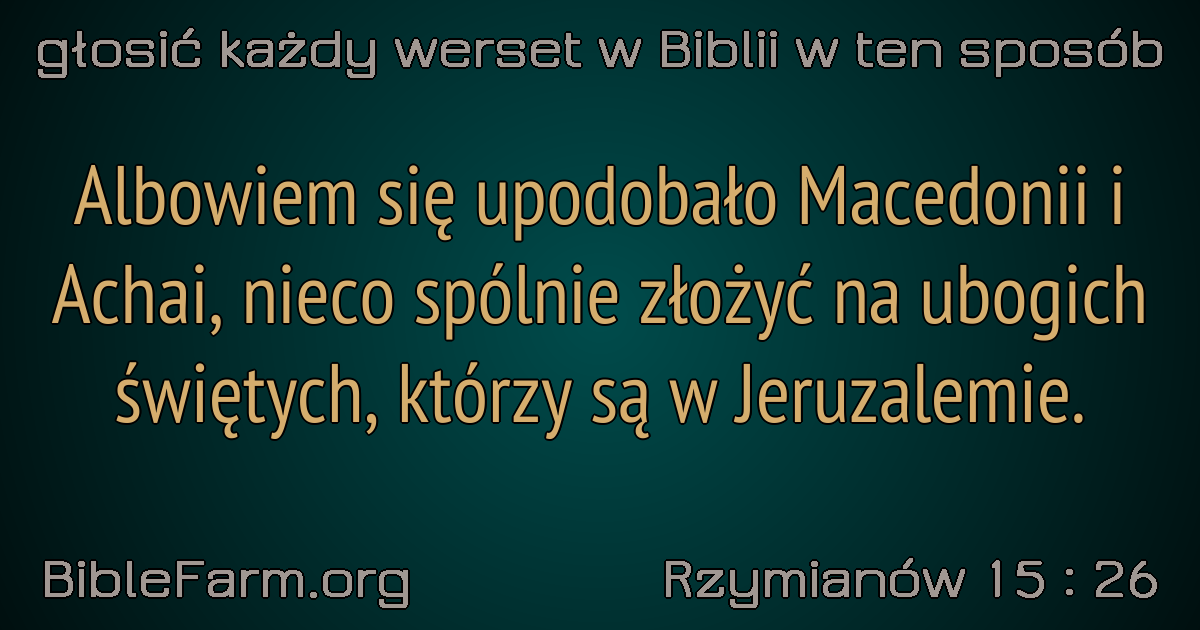 głosić każdy werset w Biblii w ten sposób
Albowiem się upodobało Macedonii i
Achai, nieco spólnie złożyć na ubogich
świętych, którzy są w Jeruzalemie.
BibleFarm.org
Rzymianów 15 : 26